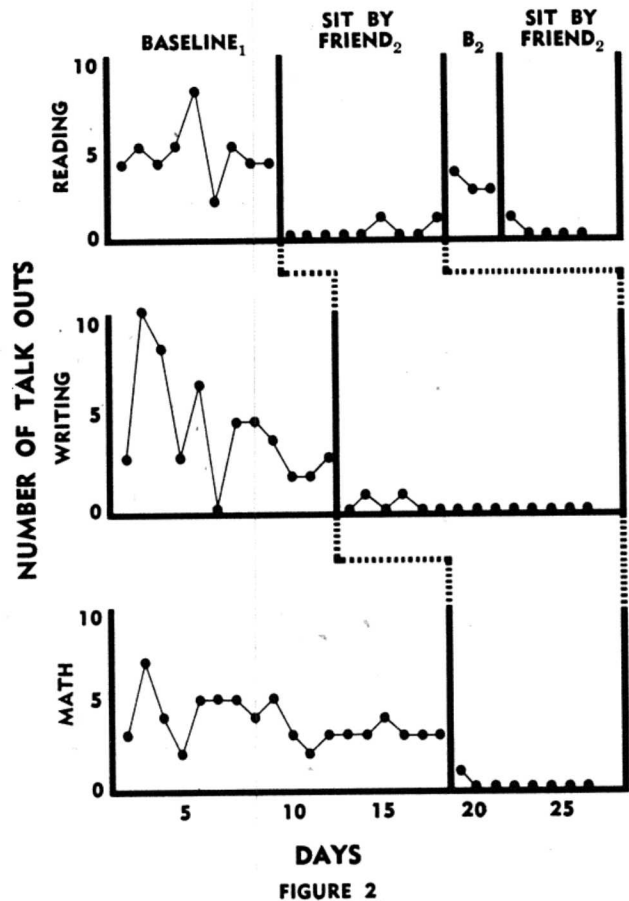 BASELINE₁
SIT BY
FRIEND₂
B₂
SIT BY
FRIEND₂
NUMBER OF TALK OUTS
READING
10
5
0
WRITING
10
5
0
MATH
10
5
0
5 10 15 20 25
DAYS
FIGURE 2